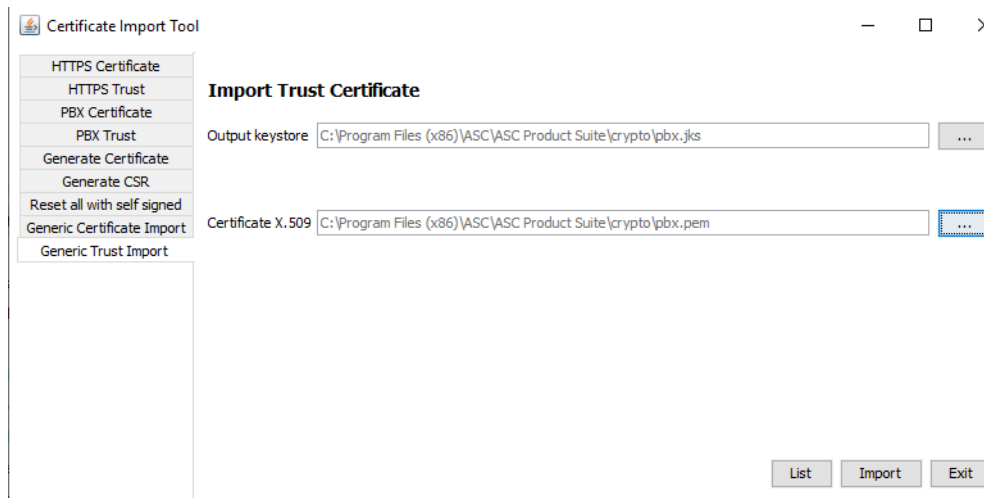 Certificate Import Tool
HTTPS Certificate
HTTPS Trust
PBX Certificate
PBX Trust
Generate Certificate
Generate CSR
Reset all with self signed
Generic Certificate Import
Generic Trust Import
Import Trust Certificate
Output keystore C:\Program Files (x86)\ASC\ASC Product Suite\crypto\pbx.jks ...
Certificate X.509 C:\Program Files (x86)\ASC\ASC Product Suite\crypto\pbx.pem ...
List Import Exit